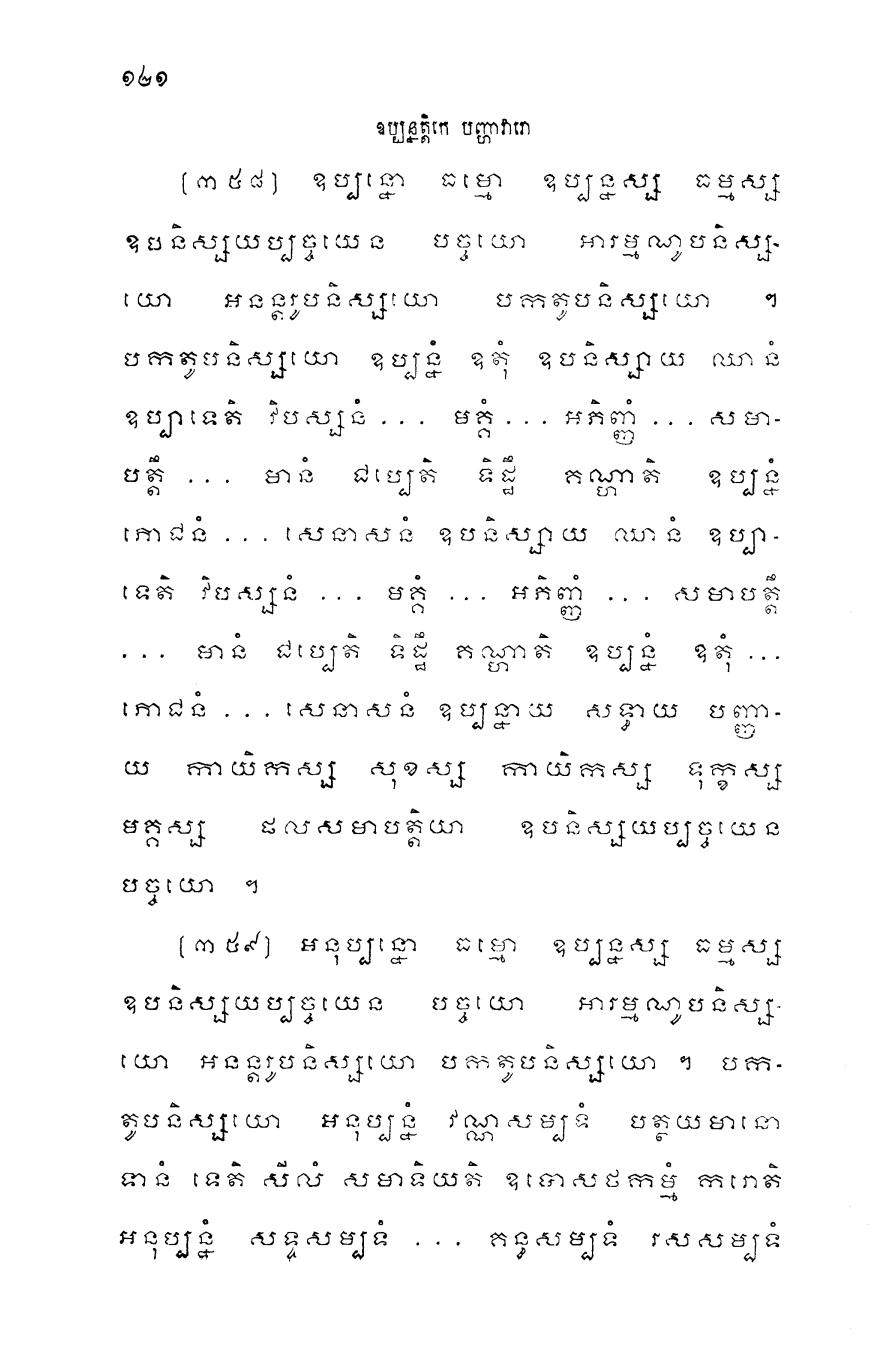 ១៤១
ឧប្បន្នត្តិកេ បញ្ហាវារោ
[៣៥៨] ឧប្បន្នោ ធម្មោ ឧប្បន្នស្ស ធម្មស្ស
ឧបនិស្សយប្បច្ចយេន បច្ចយោ អារម្មណូបនិស្ស-
យោ អនន្តរូបនិស្សយោ បកតូបនិស្សយោ ។
បកតូបនិស្សយោ ឧប្បន្នំ ឧតុំ ឧបនិស្សាយ ឈានំ
ឧប្បាទេតិ វិបស្សនំ ... មគ្គំ ... អភិញ្ញំ ... សមា-
បត្តឹ ... មានំ ជប្បេតិ ទិដ្ឋឹ គណ្ហាតិ ឧប្បន្នំ
ភោជនំ ... សេនាសនំ ឧបនិស្សាយ ឈានំ ឧប្បា-
ទេតិ វិបស្សនំ ... មគ្គំ ... អភិញ្ញំ ... សមាបត្តឹ
... មានំ ជប្បេតិ ទិដ្ឋឹ គណ្ហាតិ ឧប្បន្នំ ឧតុំ ...
ភោជនំ ... សេនាសនំ ឧប្បន្នាយ សទ្ធាយ បញ្ញា-
យ កាយិកស្ស សុខស្ស កាយិកស្ស ទុក្ខស្ស
មគ្គស្ស ផលសមាបត្តិយា ឧបនិស្សយប្បច្ចយេន
បច្ចយោ ។
[៣៥៩] អនុប្បន្នោ ធម្មោ ឧប្បន្នស្ស ធម្មស្ស
ឧបនិស្សយប្បច្ចយេន បច្ចយោ អារម្មណូបនិស្ស-
យោ អនន្តរូបនិស្សយោ បកតូបនិស្សយោ ។ បក-
តូបនិស្សយោ អនុប្បន្នំ វណ្ណសម្បទំ បត្ថយមានោ
ទានំ ទេតិ សីលំ សមាទិយតិ ឧបោសថកម្មំ ករោតិ
អនុប្បន្នំ សទ្ទសម្បទំ ... គន្ធសម្បទំ រសសម្បទំ